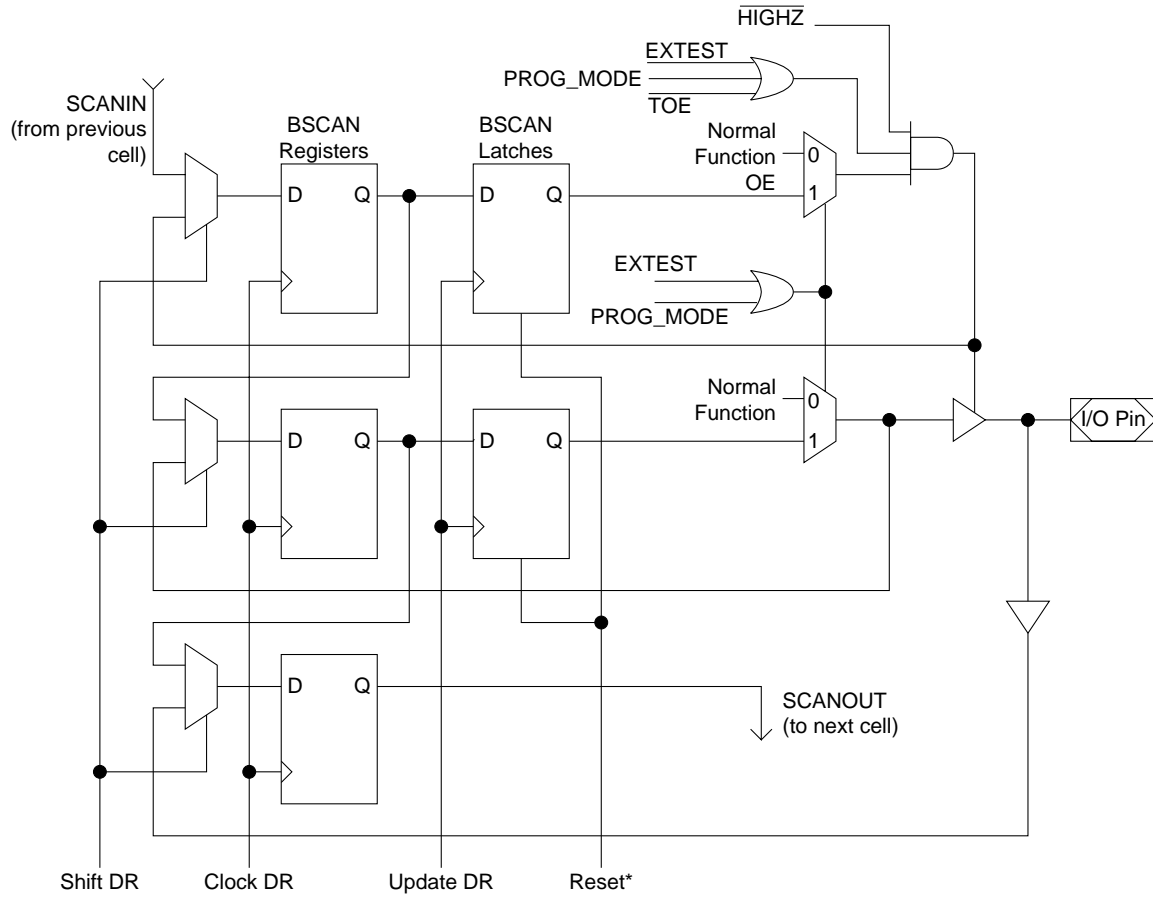 HIGHZ
EXTEST
PROG_MODE
TOE
SCANIN
(from previous
cell)
BSCAN
Registers
BSCAN
Latches
Normal
Function
OE
0
1
D Q
D Q
EXTEST
PROG_MODE
Normal
Function
0
1
I/O Pin
D Q
D Q
D Q
SCANOUT
(to next cell)
Shift DR
Clock DR
Update DR
Reset*